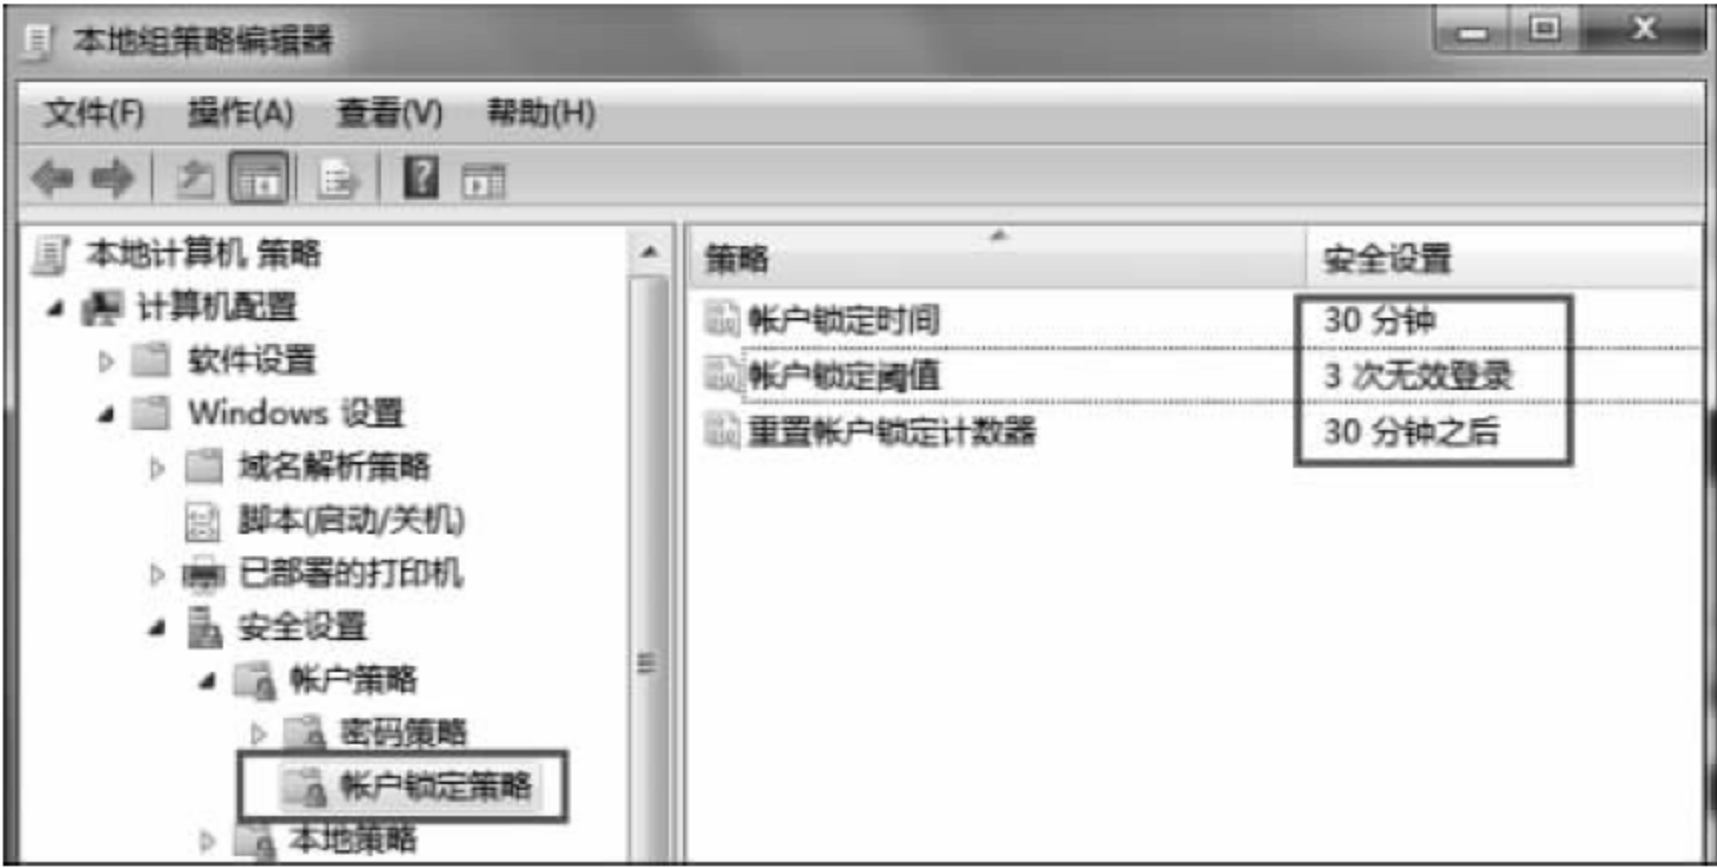 本地组策略编辑器
文件(F) 操作(A) 查看(V) 帮助(H)
本地计算机 策略
计算机配置
软件设置
Windows 设置
域名解析策略
脚本(启动/关机)
已部署的打印机
安全设置
帐户策略
密码策略
帐户锁定策略
本地策略
策略 安全设置
帐户锁定时间 30 分钟
帐户锁定阈值 3 次无效登录
重置帐户锁定计数器 30 分钟之后